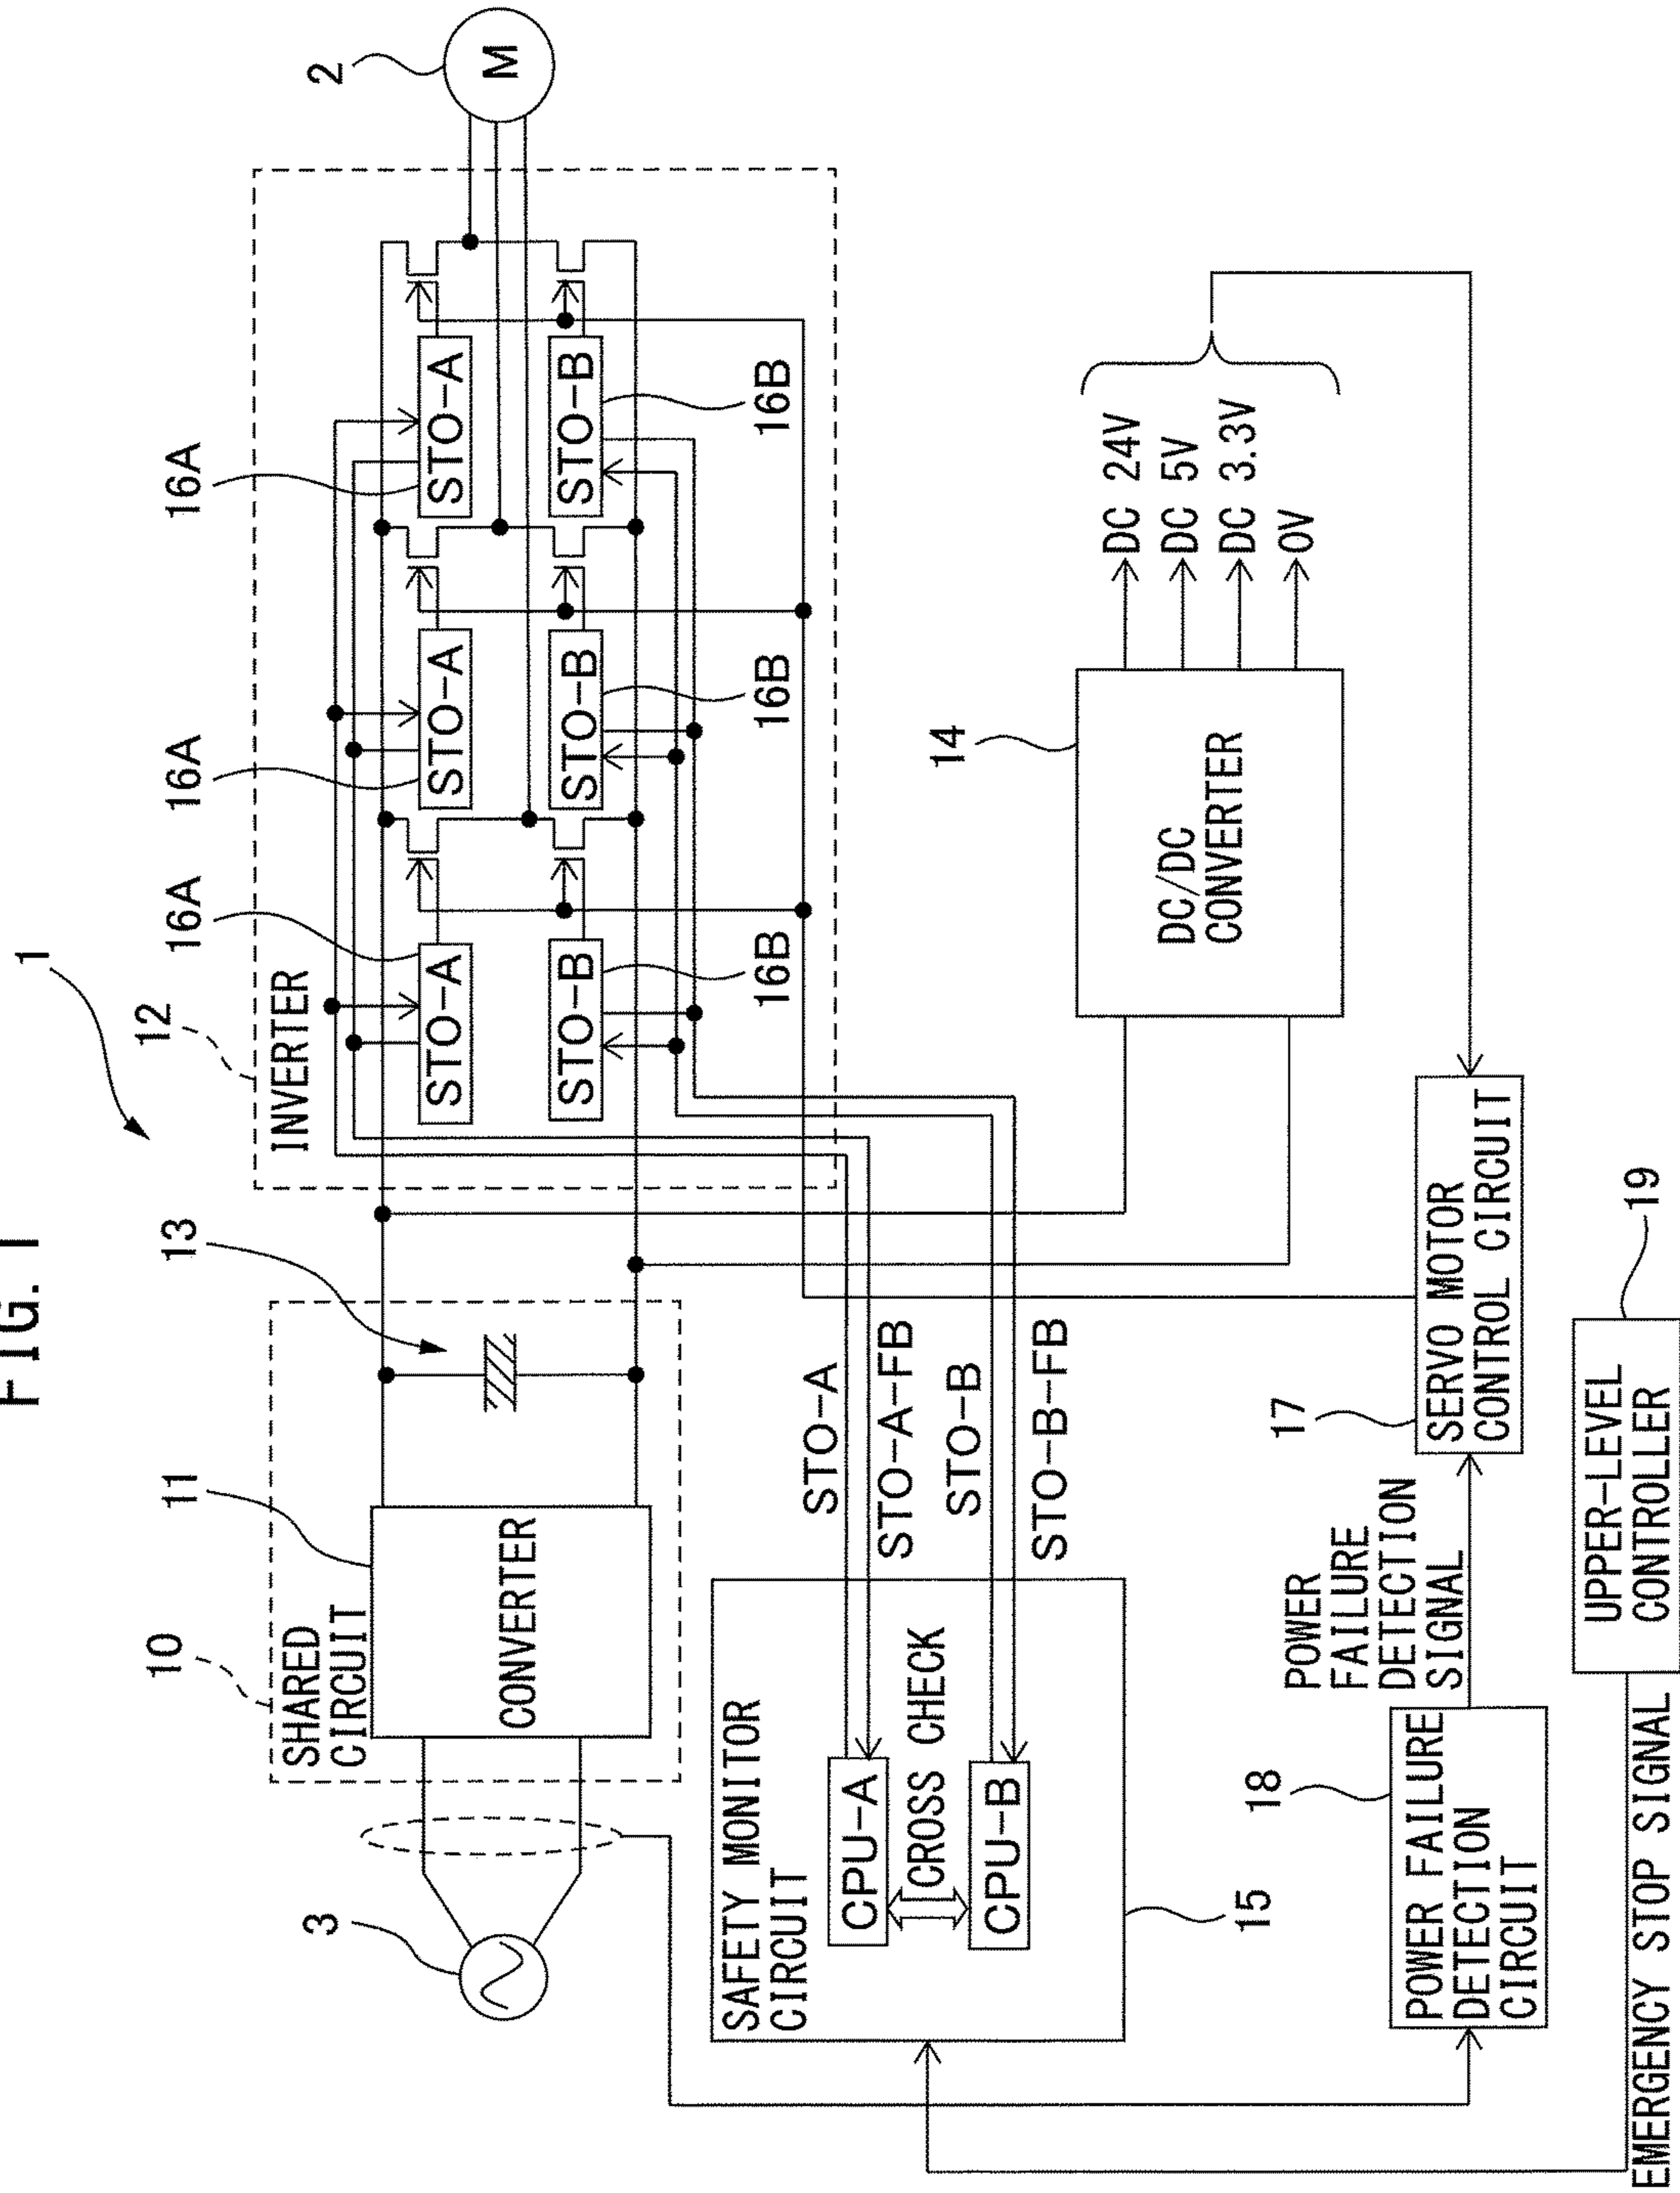 FIG. 1
1
10
SHARED
CIRCUIT
11
CONVERTER
13
3
12
INVERTER
16A
16A
16A
STO-A
STO-A
STO-A
STO-B
STO-B
STO-B
16B
16B
16B
2
M
SAFETY MONITOR
CIRCUIT
CPU-A
CROSS CHECK
CPU-B
15
STO-A
STO-A-FB
STO-B
STO-B-FB
14
DC/DC
CONVERTER
DC 24V
DC 5V
DC 3.3V
0V
18
POWER FAILURE
DETECTION
CIRCUIT
POWER
FAILURE
DETECTION
SIGNAL
17
SERVO MOTOR
CONTROL CIRCUIT
19
UPPER-LEVEL
CONTROLLER
EMERGENCY STOP SIGNAL